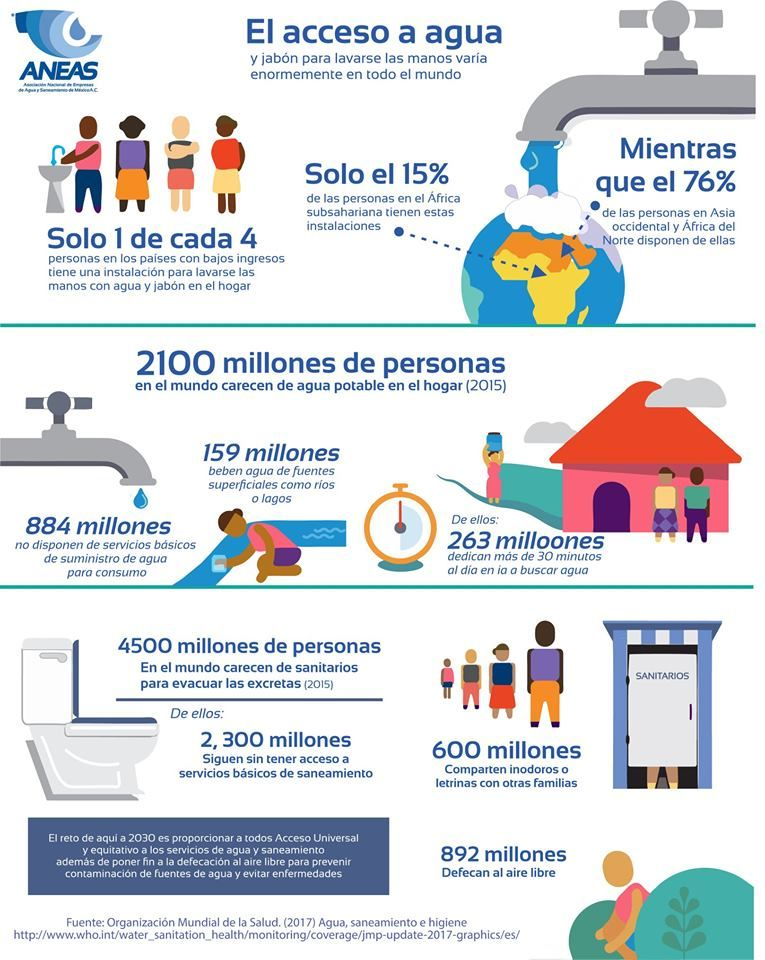 ANEAS
Asociación Nacional de Empresas
de Agua y Saneamiento de México A.C.
El acceso a agua
y jabón para lavarse las manos varía
enormemente en todo el mundo
Solo 1 de cada 4
personas en los países con bajos ingresos
tiene una instalación para lavarse las
manos con agua y jabón en el hogar
Solo el 15%
de las personas en el África
subsahariana tienen estas
instalaciones
Mientras
que el 76%
de las personas en Asia
occidental y África del
Norte disponen de ellas
2100 millones de personas
en el mundo carecen de agua potable en el hogar (2015)
884 millones
no disponen de servicios básicos
de suministro de agua
para consumo
159 millones
beben agua de fuentes
superficiales como ríos
o lagos
De ellos:
263 milloones
dedican más de 30 minutos
al día en ia a buscar agua
4500 millones de personas
En el mundo carecen de sanitarios
para evacuar las excretas (2015)
De ellos:
2, 300 millones
Siguen sin tener acceso a
servicios básicos de saneamiento
600 millones
Comparten inodoros o
letrinas con otras familias
SANITARIOS
El reto de aquí a 2030 es proporcionar a todos Acceso Universal
y equitativo a los servicios de agua y saneamiento
además de poner fin a la defecación al aire libre para prevenir
contaminación de fuentes de agua y evitar enfermedades
892 millones
Defecan al aire libre
Fuente: Organización Mundial de la Salud. (2017) Agua, saneamiento e higiene
http://www.who.int/water_sanitation_health/monitoring/coverage/jmp-update-2017-graphics/es/